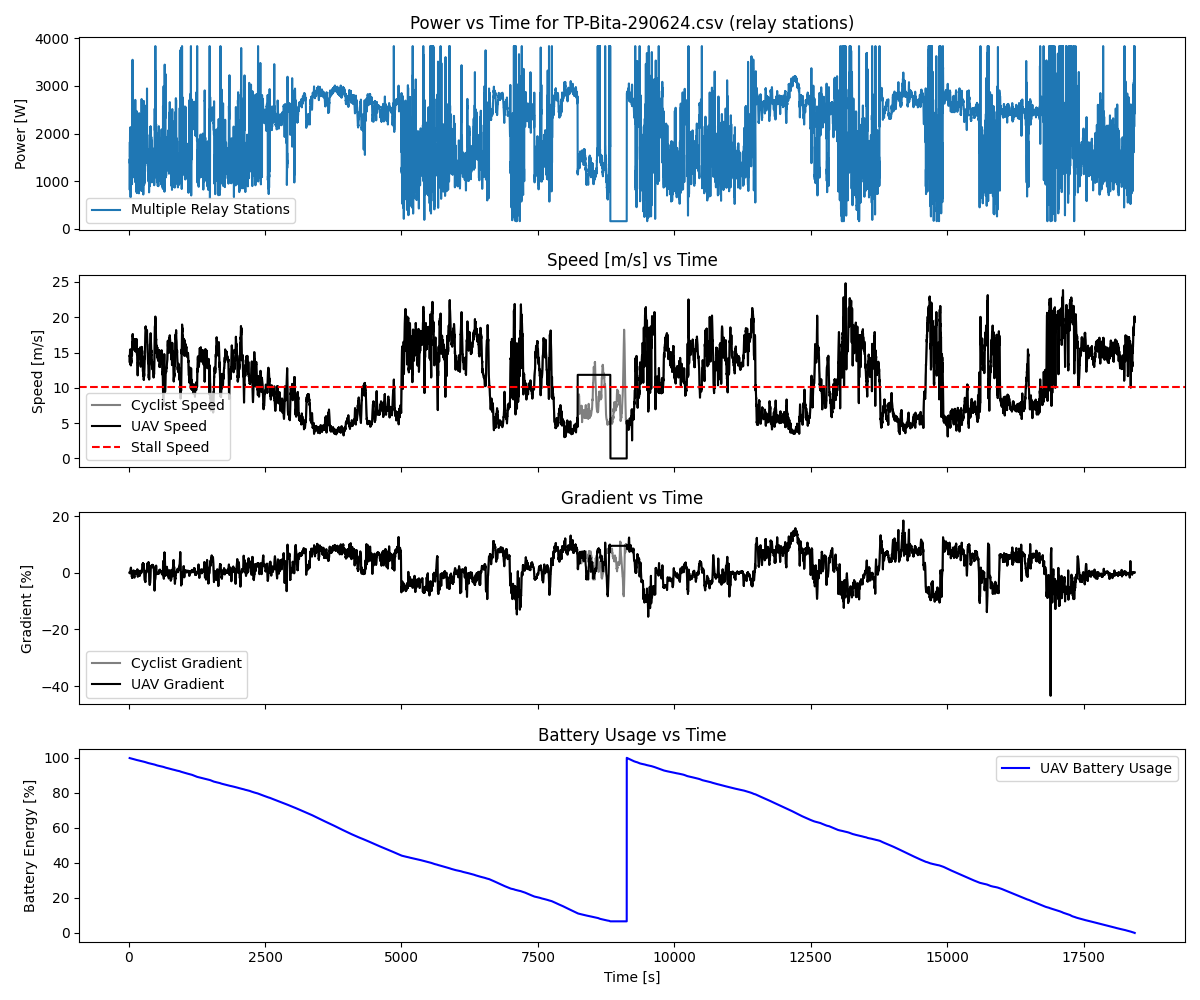 Power vs Time for TP-Bita-290624.csv (relay stations)
4000
3000
2000
1000
0
Power [W]
Multiple Relay Stations
Speed [m/s] vs Time
25
20
15
10
5
0
Speed [m/s]
Cyclist Speed
UAV Speed
Stall Speed
Gradient vs Time
20
0
−20
−40
Gradient [%]
Cyclist Gradient
UAV Gradient
Battery Usage vs Time
100
80
60
40
20
0
Battery Energy [%]
UAV Battery Usage
0 2500 5000 7500 10000 12500 15000 17500
Time [s]